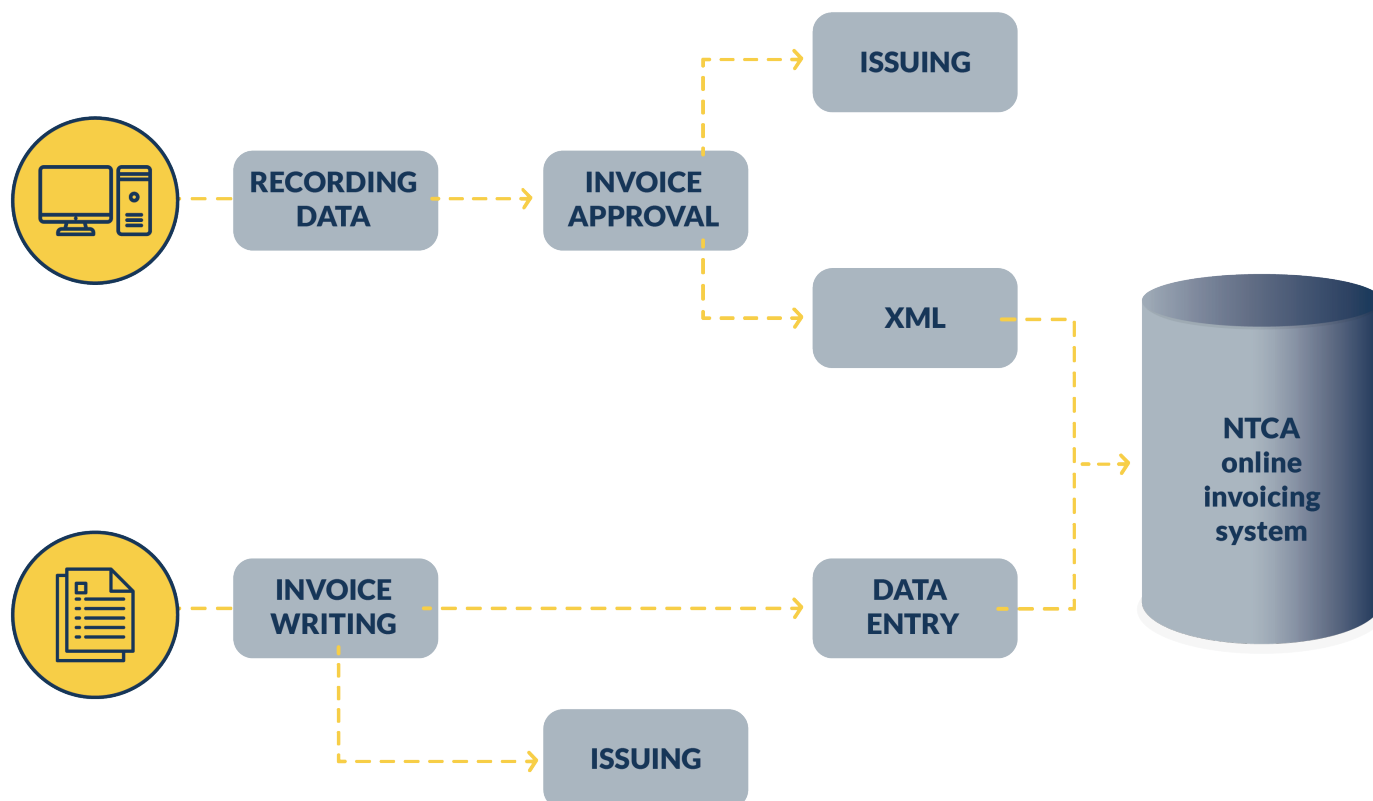 ISSUING
RECORDING
DATA
INVOICE
APPROVAL
XML
NTCA
online
invoicing
system
INVOICE
WRITING
DATA
ENTRY
ISSUING